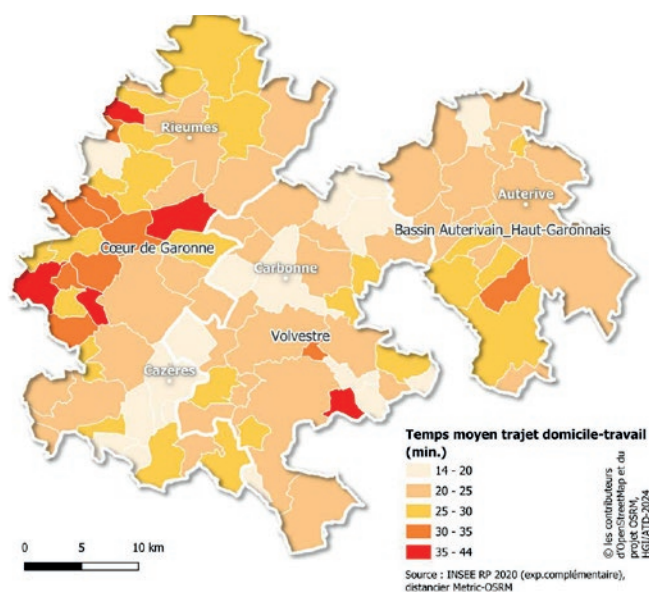 Rieumes
Auterive
Bassin Auterivain_Haut-Garonnais
Cœur de Garonne
Carbonne
Volvestre
Cazères
Temps moyen trajet domicile-travail
(min.)
14 - 20
20 - 25
25 - 30
30 - 35
35 - 44
© les contributeurs
d'OpenStreetMap et du
projet OSRM,
HGI/ATD-2024
0 5 10 km
Source : INSEE RP 2020 (exp.complémentaire),
distancier Metric-OSRM